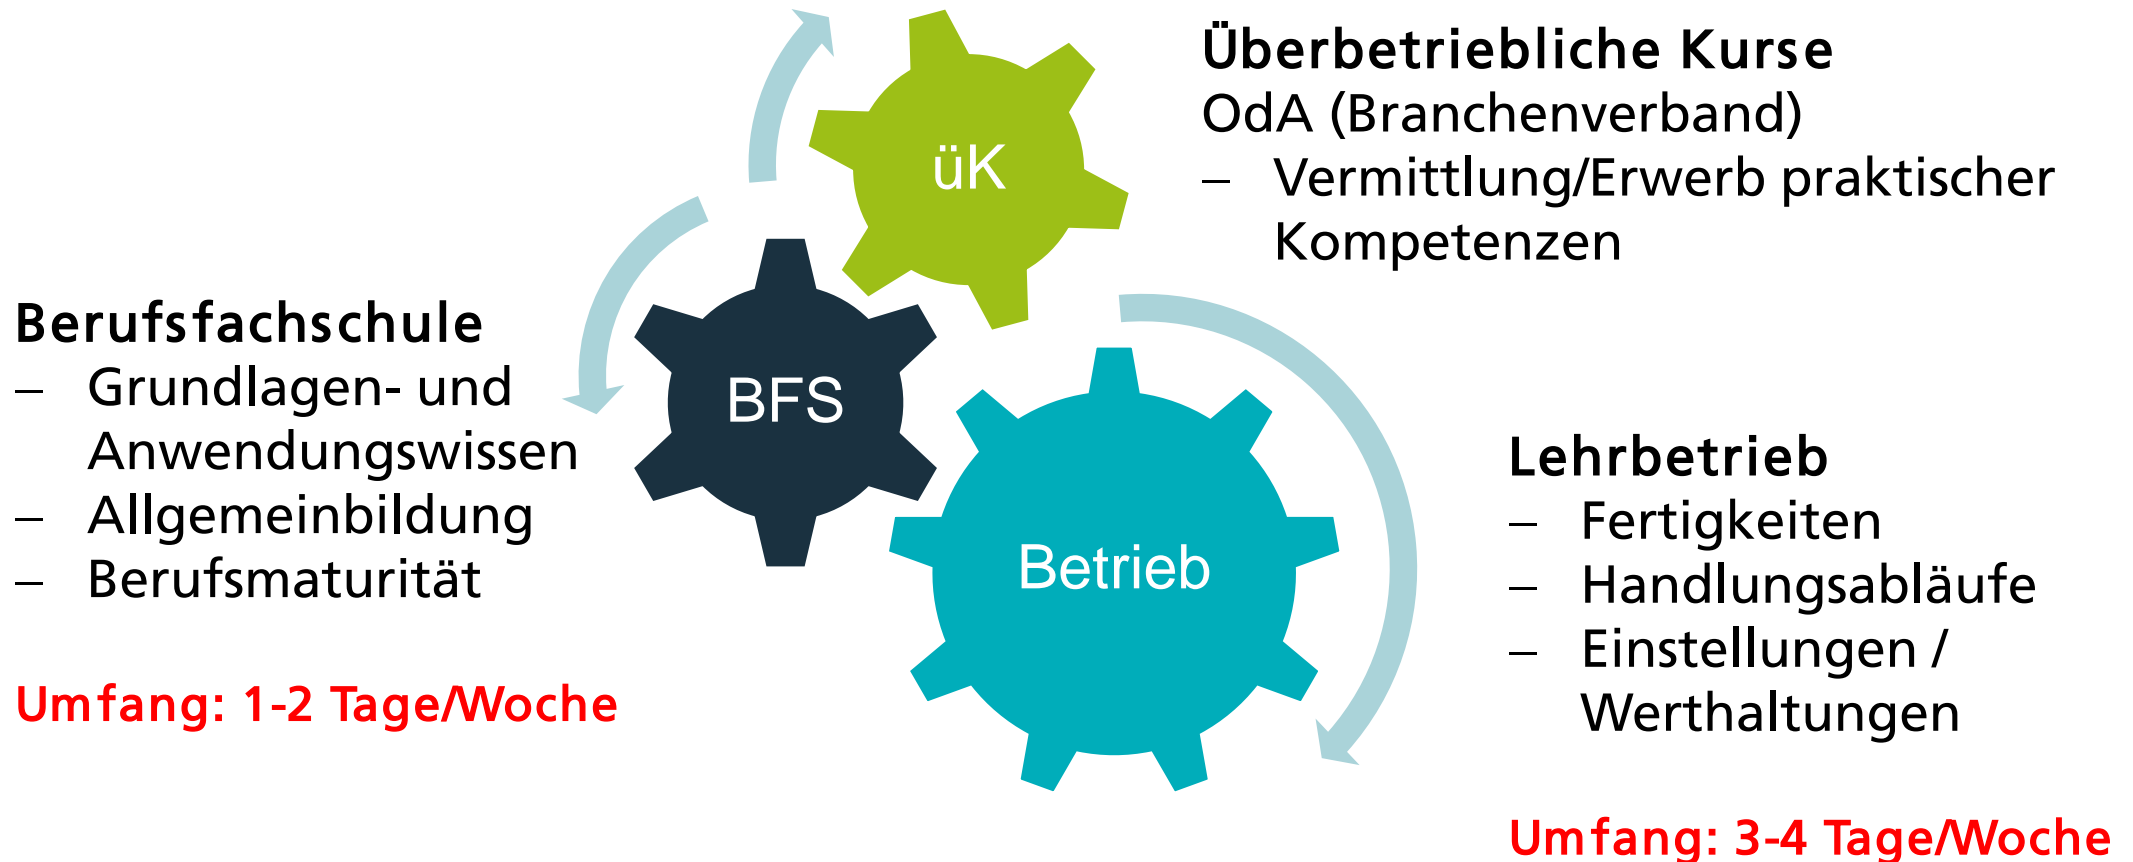 Überbetriebliche Kurse
OdA (Branchenverband)
– Vermittlung/Erwerb praktischer
Kompetenzen
üK
Berufsfachschule
– Grundlagen- und
Anwendungswissen
– Allgemeinbildung
– Berufsmaturität
Umfang: 1-2 Tage/Woche
BFS
Betrieb
Lehrbetrieb
– Fertigkeiten
– Handlungsabläufe
– Einstellungen /
Werthaltungen
Umfang: 3-4 Tage/Woche